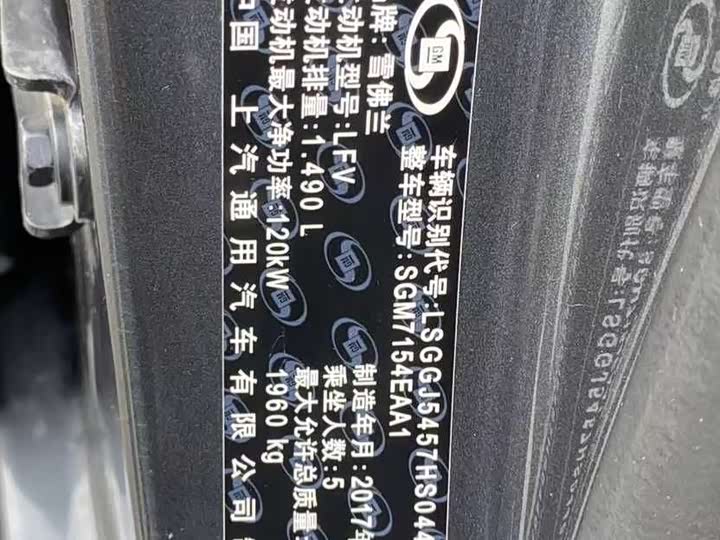 GM
车辆识别代号:LSGGJ5457HS044
整车型号:SGM7154EAA1
牌:雪佛兰
制造年月:2017年
动机型号:LFV
乘坐人数:5
动机排量:1.490 L
最大允许总质量:
动机最大净功率:120kW
1960 kg
中国 上汽通用汽车有限公司